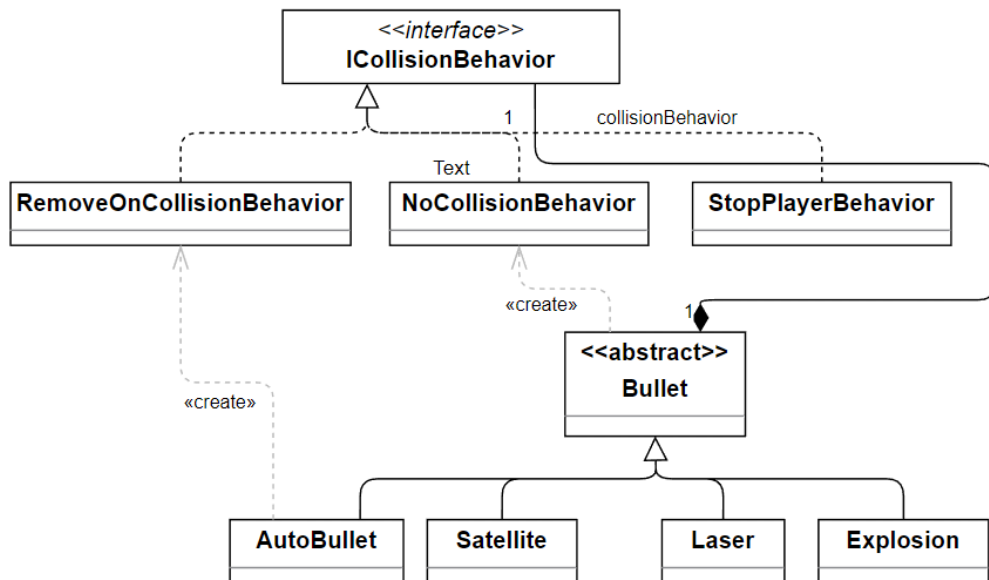 <<interface>>
ICollisionBehavior
1
collisionBehavior
Text
RemoveOnCollisionBehavior
NoCollisionBehavior
StopPlayerBehavior
«create»
1
<<abstract>>
Bullet
«create»
AutoBullet
Satellite
Laser
Explosion